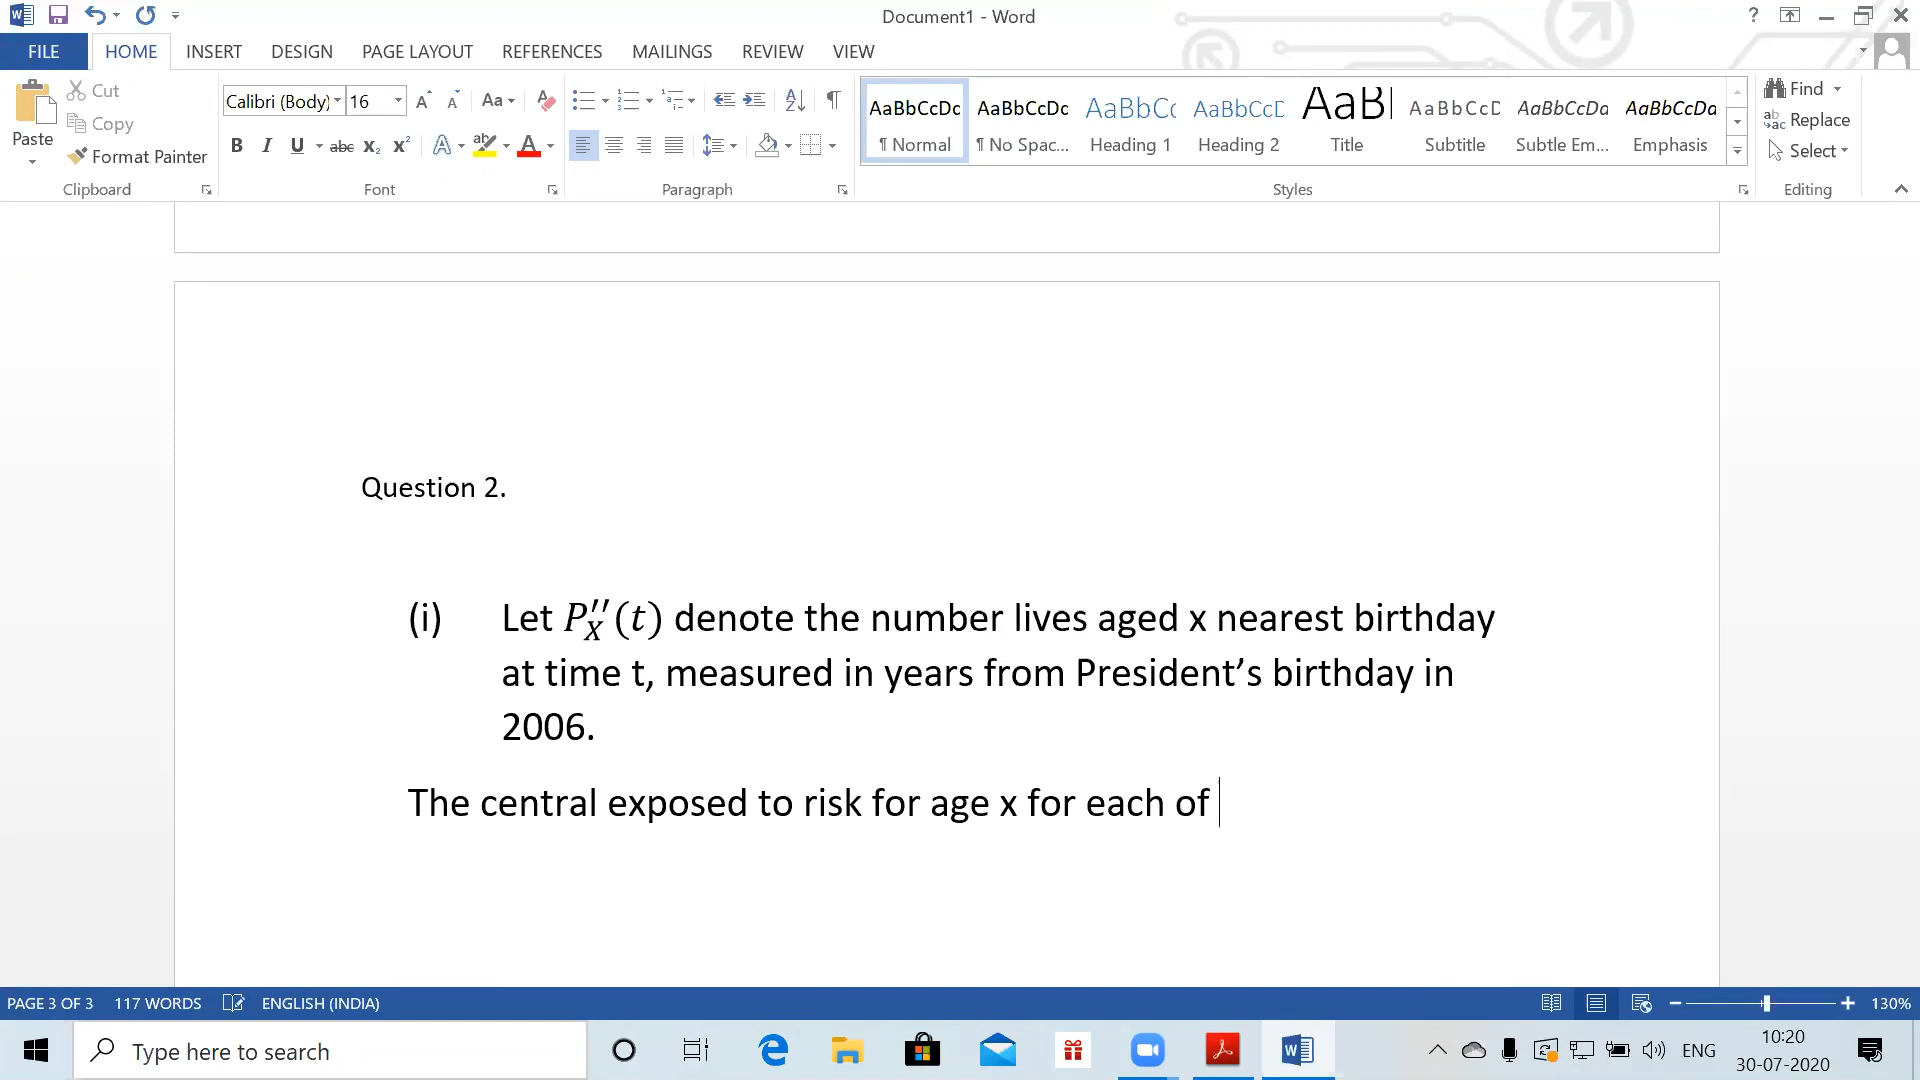 Document1 - Word
FILE HOME INSERT DESIGN PAGE LAYOUT REFERENCES MAILINGS REVIEW VIEW
Paste
Cut
Copy
Format Painter
Clipboard
Calibri (Body) 16
Font
Paragraph
AaBbCcDc AaBbCcDc AaBbCc AaBbCcD AaB AaBbCcD AaBbCcDa AaBbCcDa
¶ Normal ¶ No Spac... Heading 1 Heading 2 Title Subtitle Subtle Em... Emphasis
Styles
Find
Replace
Select
Editing
Question 2.
(i) Let P″X(t) denote the number lives aged x nearest birthday
at time t, measured in years from President’s birthday in
2006.
The central exposed to risk for age x for each of
PAGE 3 OF 3 117 WORDS ENGLISH (INDIA) 130%
Type here to search
ENG
10:20
30-07-2020